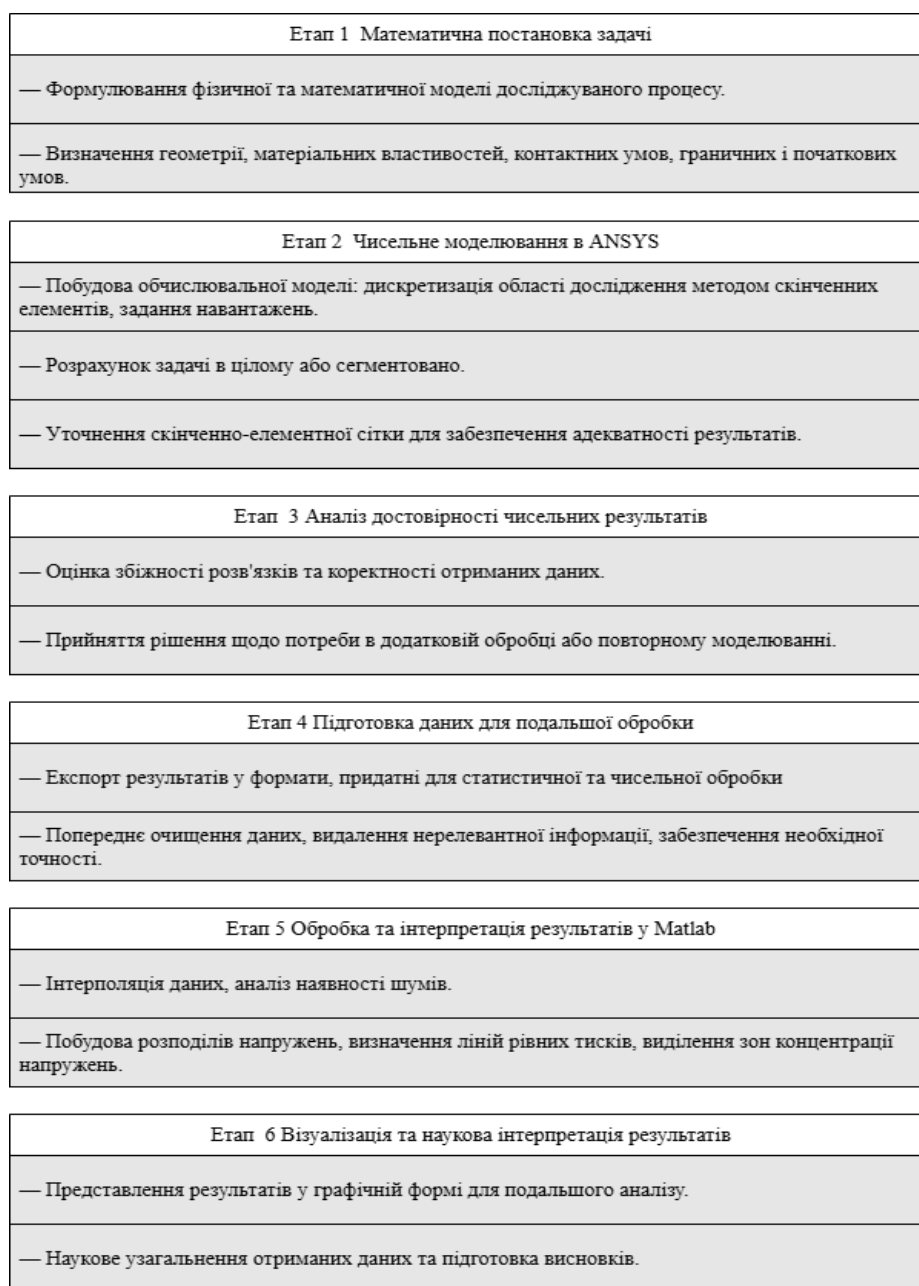 Етап 1  Математична постановка задачі
— Формулювання фізичної та математичної моделі досліджуваного процесу.
— Визначення геометрії, матеріальних властивостей, контактних умов, граничних і початкових
умов.
Етап 2  Чисельне моделювання в ANSYS
— Побудова обчислювальної моделі: дискретизація області дослідження методом скінченних
елементів, задання навантажень.
— Розрахунок задачі в цілому або сегментовано.
— Уточнення скінченно-елементної сітки для забезпечення адекватності результатів.
Етап  3 Аналіз достовірності чисельних результатів
— Оцінка збіжності розв'язків та коректності отриманих даних.
— Прийняття рішення щодо потреби в додатковій обробці або повторному моделюванні.
Етап 4 Підготовка даних для подальшої обробки
— Експорт результатів у формати, придатні для статистичної та чисельної обробки
— Попереднє очищення даних, видалення нерелевантної інформації, забезпечення необхідної
точності.
Етап 5 Обробка та інтерпретація результатів у Matlab
— Інтерполяція даних, аналіз наявності шумів.
— Побудова розподілів напружень, визначення ліній рівних тисків, виділення зон концентрації
напружень.
Етап  6 Візуалізація та наукова інтерпретація результатів
— Представлення результатів у графічній формі для подальшого аналізу.
— Наукове узагальнення отриманих даних та підготовка висновків.